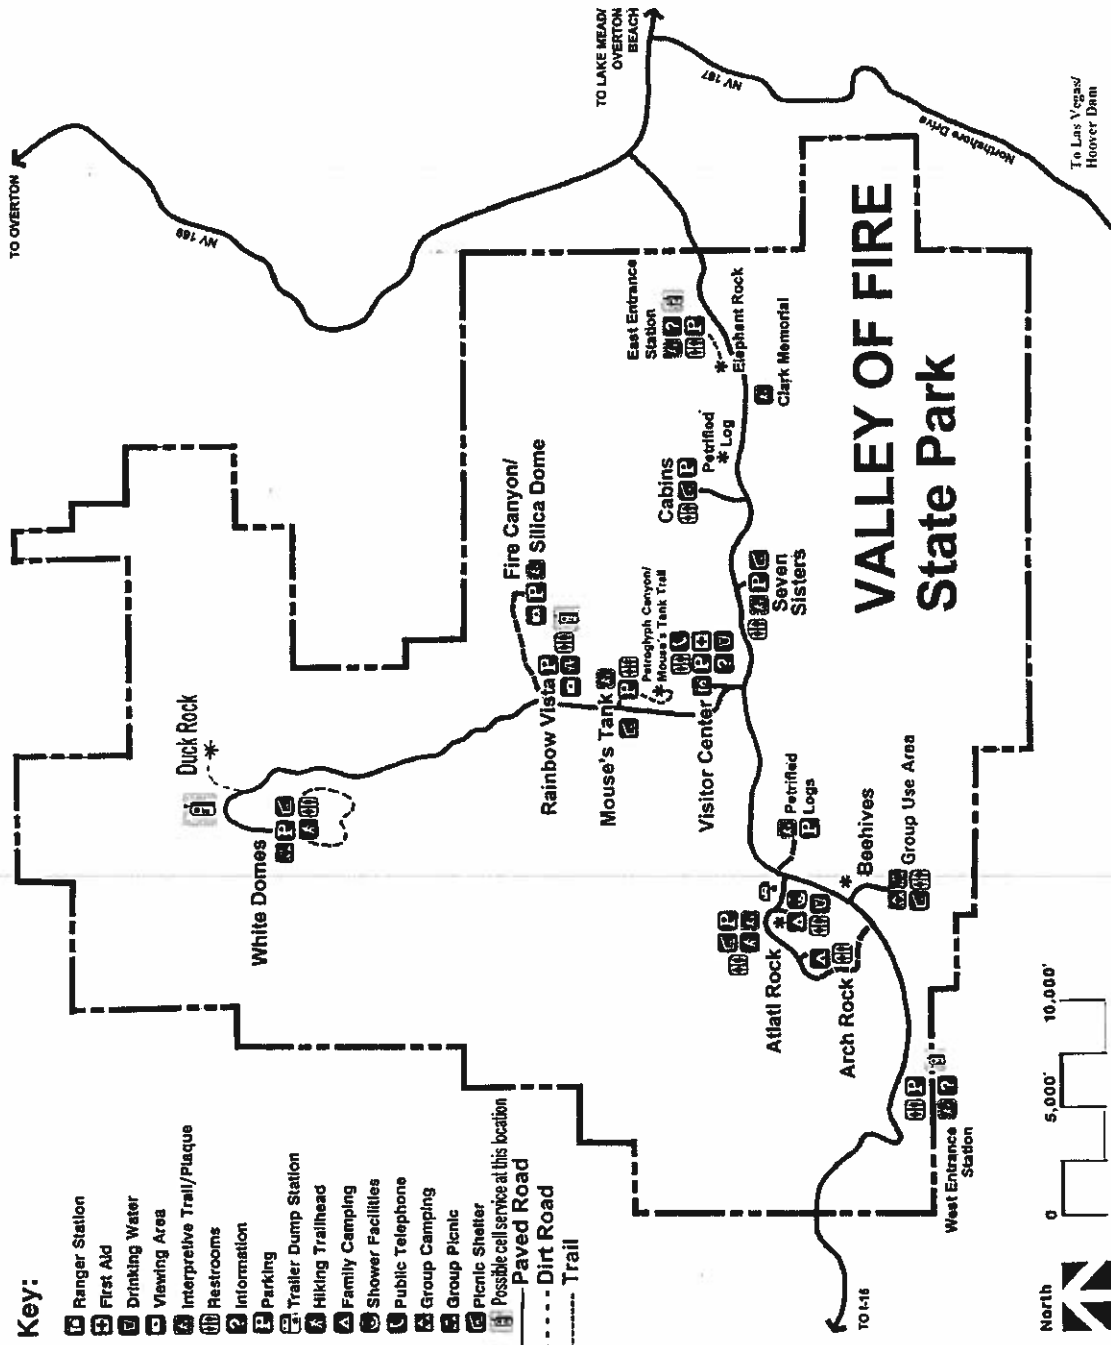 TO OVERTON
NV 169
TO LAKE MEAD/
OVERTON
BEACH
NV 167
Northshore Drive
To Las Vegas/
Hoover Dam
Duck Rock
White Domes
Fire Canyon/
Silica Dome
Rainbow Vista
Mouse's Tank
Petroglyph Canyon/
Mouse's Tank Trail
Visitor Center
East Entrance
Station
Elephant Rock
Clark Memorial
Cabins
Petrified
Log
Seven
Sisters
Petrified
Logs
Atlatl Rock
Arch Rock
Beehives
Group Use Area
West Entrance
Station
TO I-15
VALLEY OF FIRE
State Park
Key:
Ranger Station
First Aid
Drinking Water
Viewing Area
Interpretive Trail/Plaque
Restrooms
Information
Parking
Trailer Dump Station
Hiking Trailhead
Family Camping
Shower Facilities
Public Telephone
Group Camping
Group Picnic
Picnic Shelter
Possible cell service at this location
Paved Road
Dirt Road
Trail
North
0 5,000' 10,000'